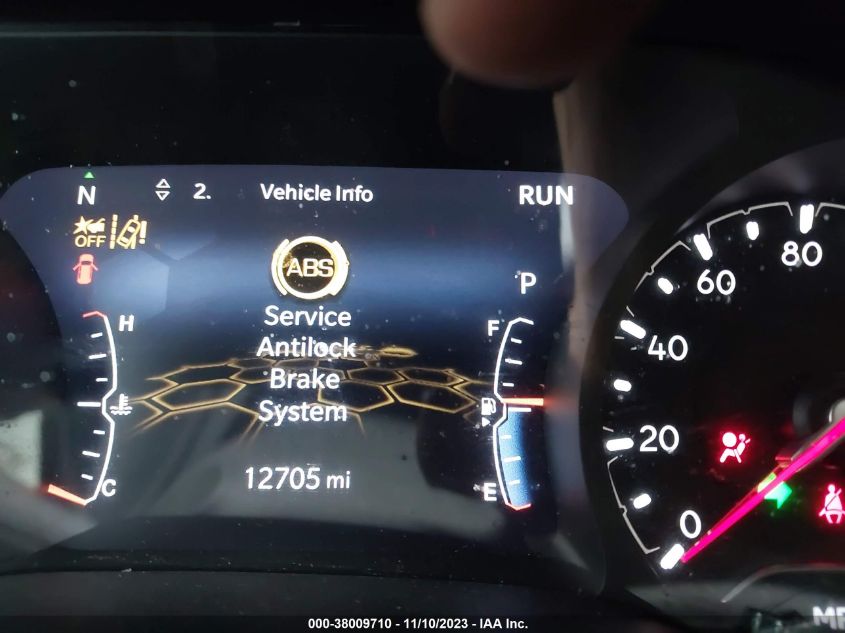 N 2. Vehicle Info RUN
OFF
ABS
P
Service
Antilock
Brake
System
H F
C E
12705 mi
80
60
40
20
0
000-38009710 - 11/10/2023 - IAA Inc.